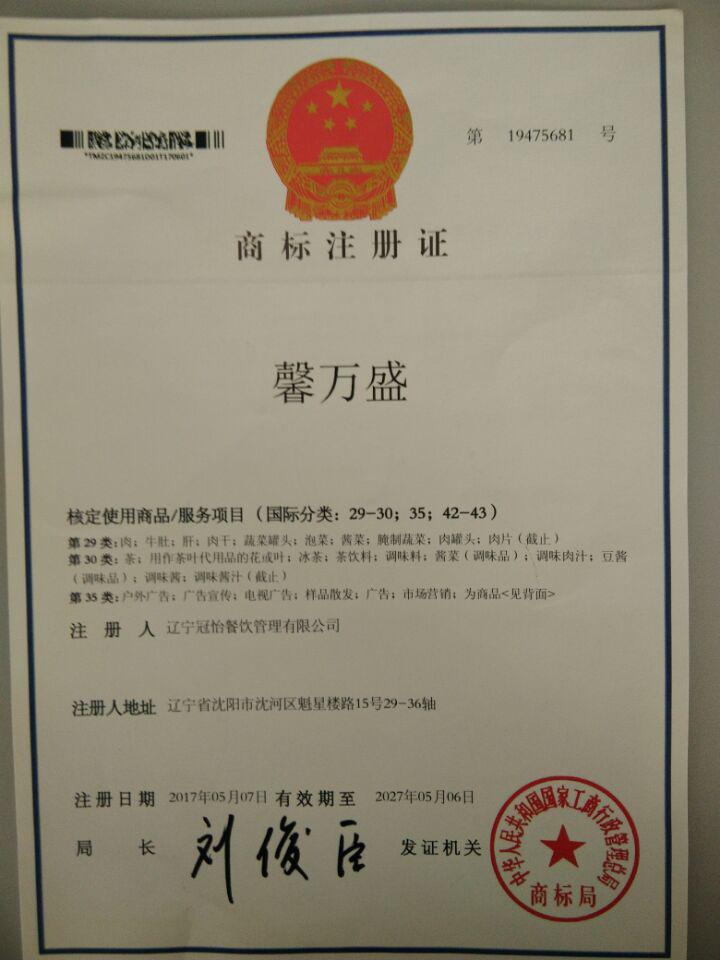 第 19475681 号
*TM2C19475681D01T170601*
商标注册证
馨万盛
核定使用商品/服务项目（国际分类：29-30；35；42-43）
第 29 类：肉；牛肚；肝；肉干；蔬菜罐头；泡菜；酱菜；腌制蔬菜；肉罐头；肉片（截止）
第 30 类：茶；用作茶叶代用品的花或叶；冰茶；茶饮料；调味料；酱菜（调味品）；调味肉汁；豆酱
（调味品）；调味酱；调味酱汁（截止）
第 35 类：户外广告；广告宣传；电视广告；样品散发；广告；市场营销；为商品<见背面>
注 册 人 辽宁冠怡餐饮管理有限公司
注册人地址 辽宁省沈阳市沈河区魁星楼路15号29-36轴
注册日期 2017年05月07日 有效期至 2027年05月06日
局 长 刘俊臣 发证机关
中华人民共和国国家工商行政管理总局
商标局